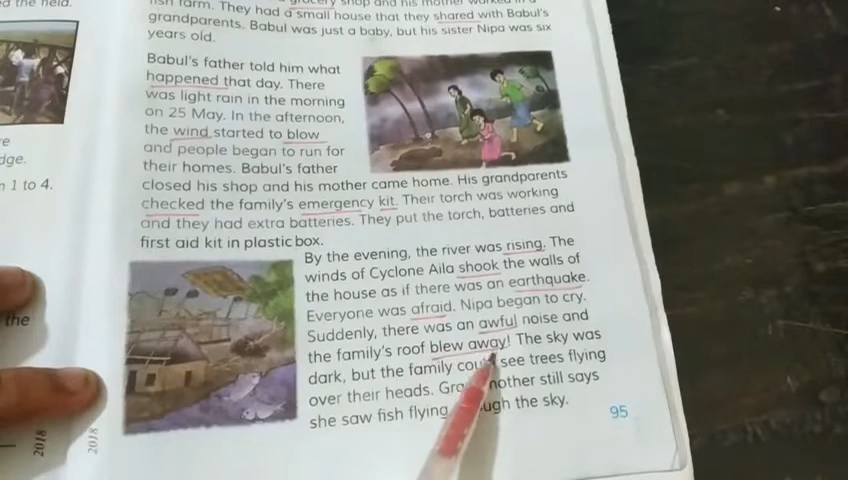 d the field.
fish farm. They had a small house that they shared with Babul's
grandparents. Babul was just a baby, but his sister Nipa was six
years old.
Babul's father told him what
happened that day. There
was light rain in the morning
on 25 May. In the afternoon,
the wind started to blow
and people began to run for
their homes. Babul's father
closed his shop and his mother came home. His grandparents
checked the family's emergency kit. Their torch was working
and they had extra batteries. They put the torch, batteries and
first aid kit in plastic box.
By the evening, the river was rising. The
winds of Cyclone Aila shook the walls of
the house as if there was an earthquake.
Everyone was afraid. Nipa began to cry.
Suddenly, there was an awful noise and
the family's roof blew away! The sky was
dark, but the family could see trees flying
over their heads. Grandmother still says
she saw fish flying through the sky.
95
dge.
1 to 4.
the
2018
2018